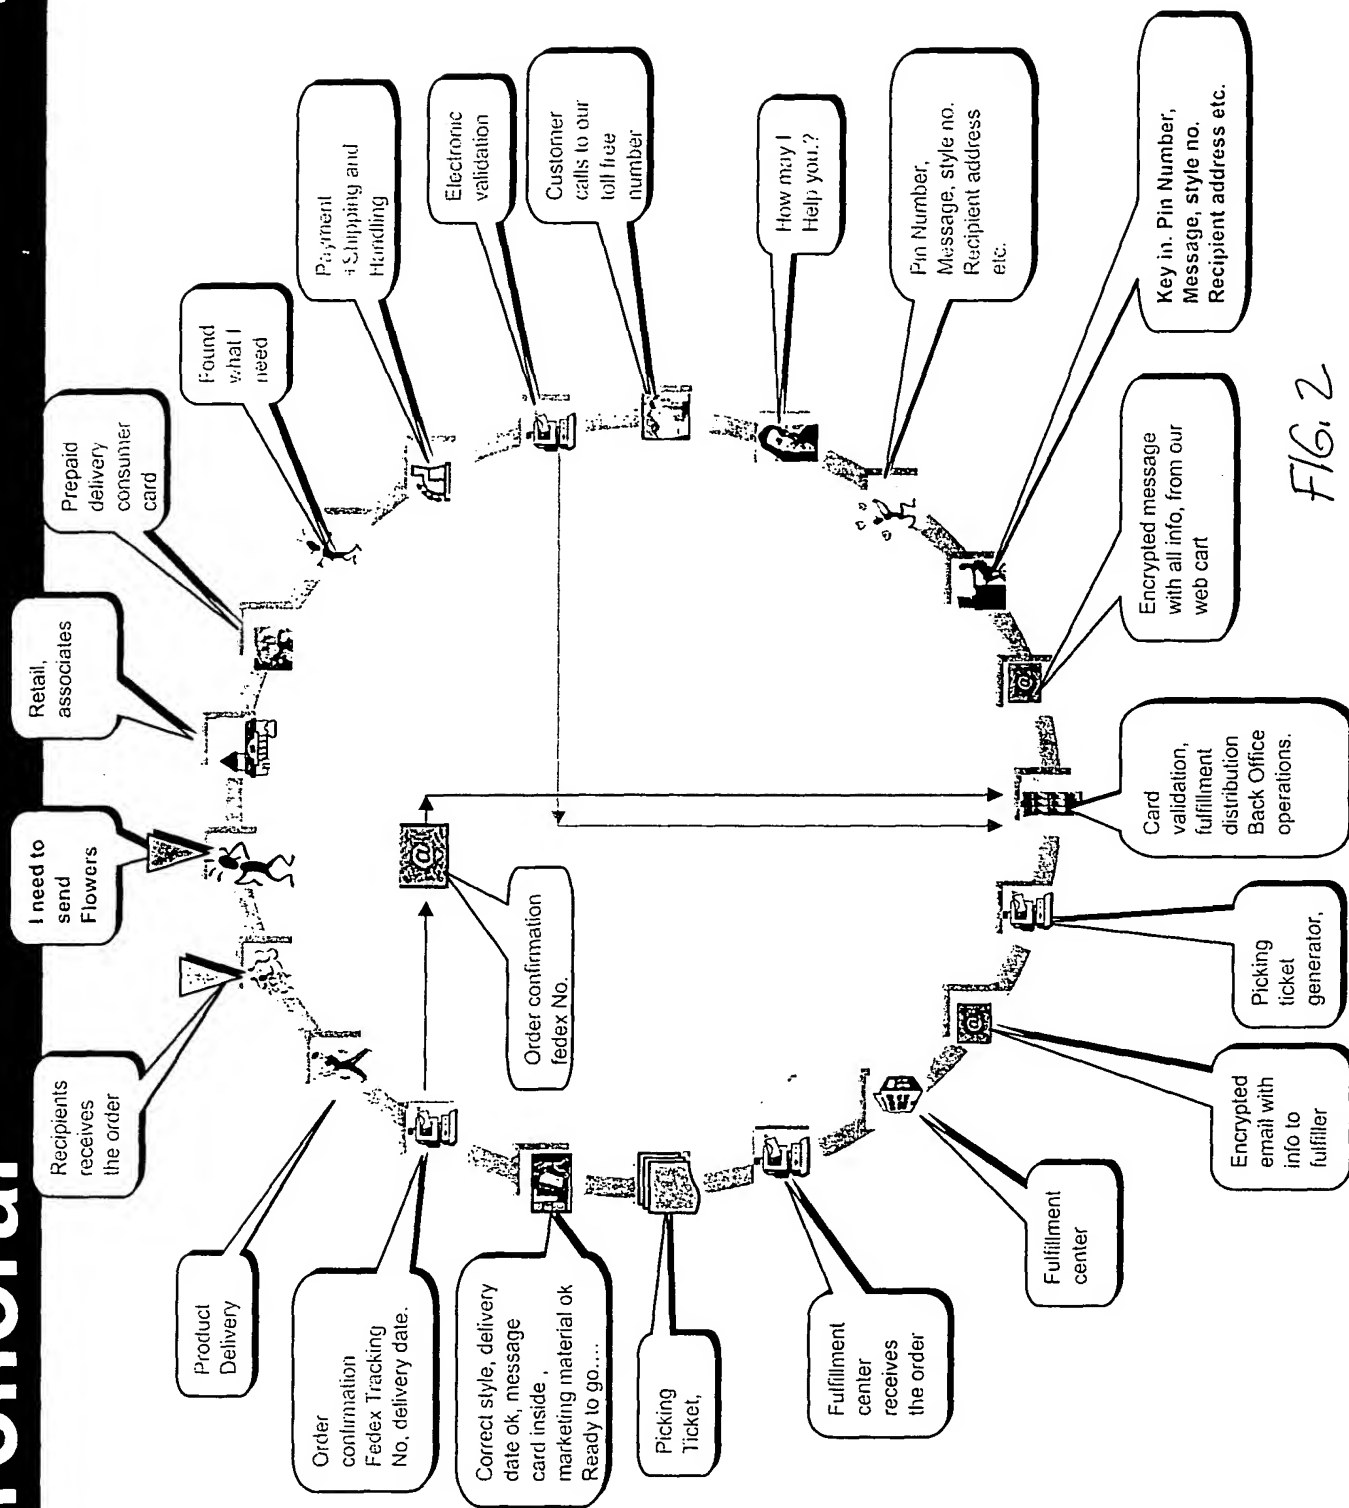 I need to
send
Flowers
Retail,
associates
Prepaid
delivery
consumer
card
Found
what I
need
Payment
+Shipping and
Handling
Electronic
validation
Customer
calls to our
toll free
number
How may I
Help you.?
Pin Number,
Message, style no.
Recipient address
etc.
Key in. Pin Number,
Message, style no.
Recipient address etc.
Encrypted message
with all info, from our
web cart
Card
validation,
fulfillment
distribution
Back Office
operations.
Picking
ticket
generator,
Encrypted
email with
info to
fulfiller
Fulfillment
center
Fulfillment
center
receives
the order
Picking
Ticket,
Correct style, delivery
date ok, message
card inside ,
marketing material ok
Ready to go....
Order
confirmation
Fedex Tracking
No, delivery date.
Product
Delivery
Recipients
receives
the order
Order confirmation
fedex No.
@
@
@
FIG. 2